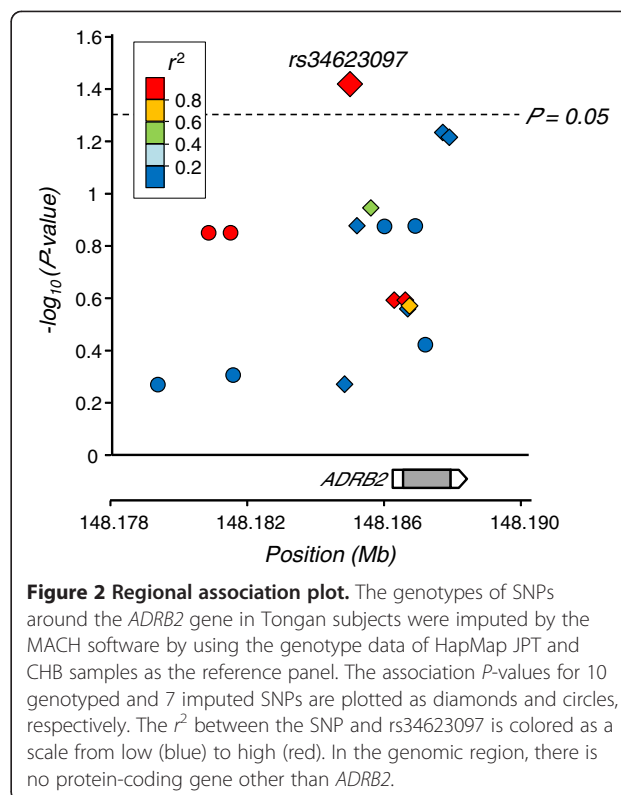 1.6
1.4
1.2
1
0.8
0.6
0.4
0.2
0
-log10(P-value)
r2
0.8
0.6
0.4
0.2
rs34623097
P = 0.05
ADRB2
148.178
148.182
148.186
148.190
Position (Mb)
Figure 2 Regional association plot. The genotypes of SNPs
around the ADRB2 gene in Tongan subjects were imputed by the
MACH software by using the genotype data of HapMap JPT and
CHB samples as the reference panel. The association P-values for 10
genotyped and 7 imputed SNPs are plotted as diamonds and circles,
respectively. The r2 between the SNP and rs34623097 is colored as a
scale from low (blue) to high (red). In the genomic region, there is
no protein-coding gene other than ADRB2.